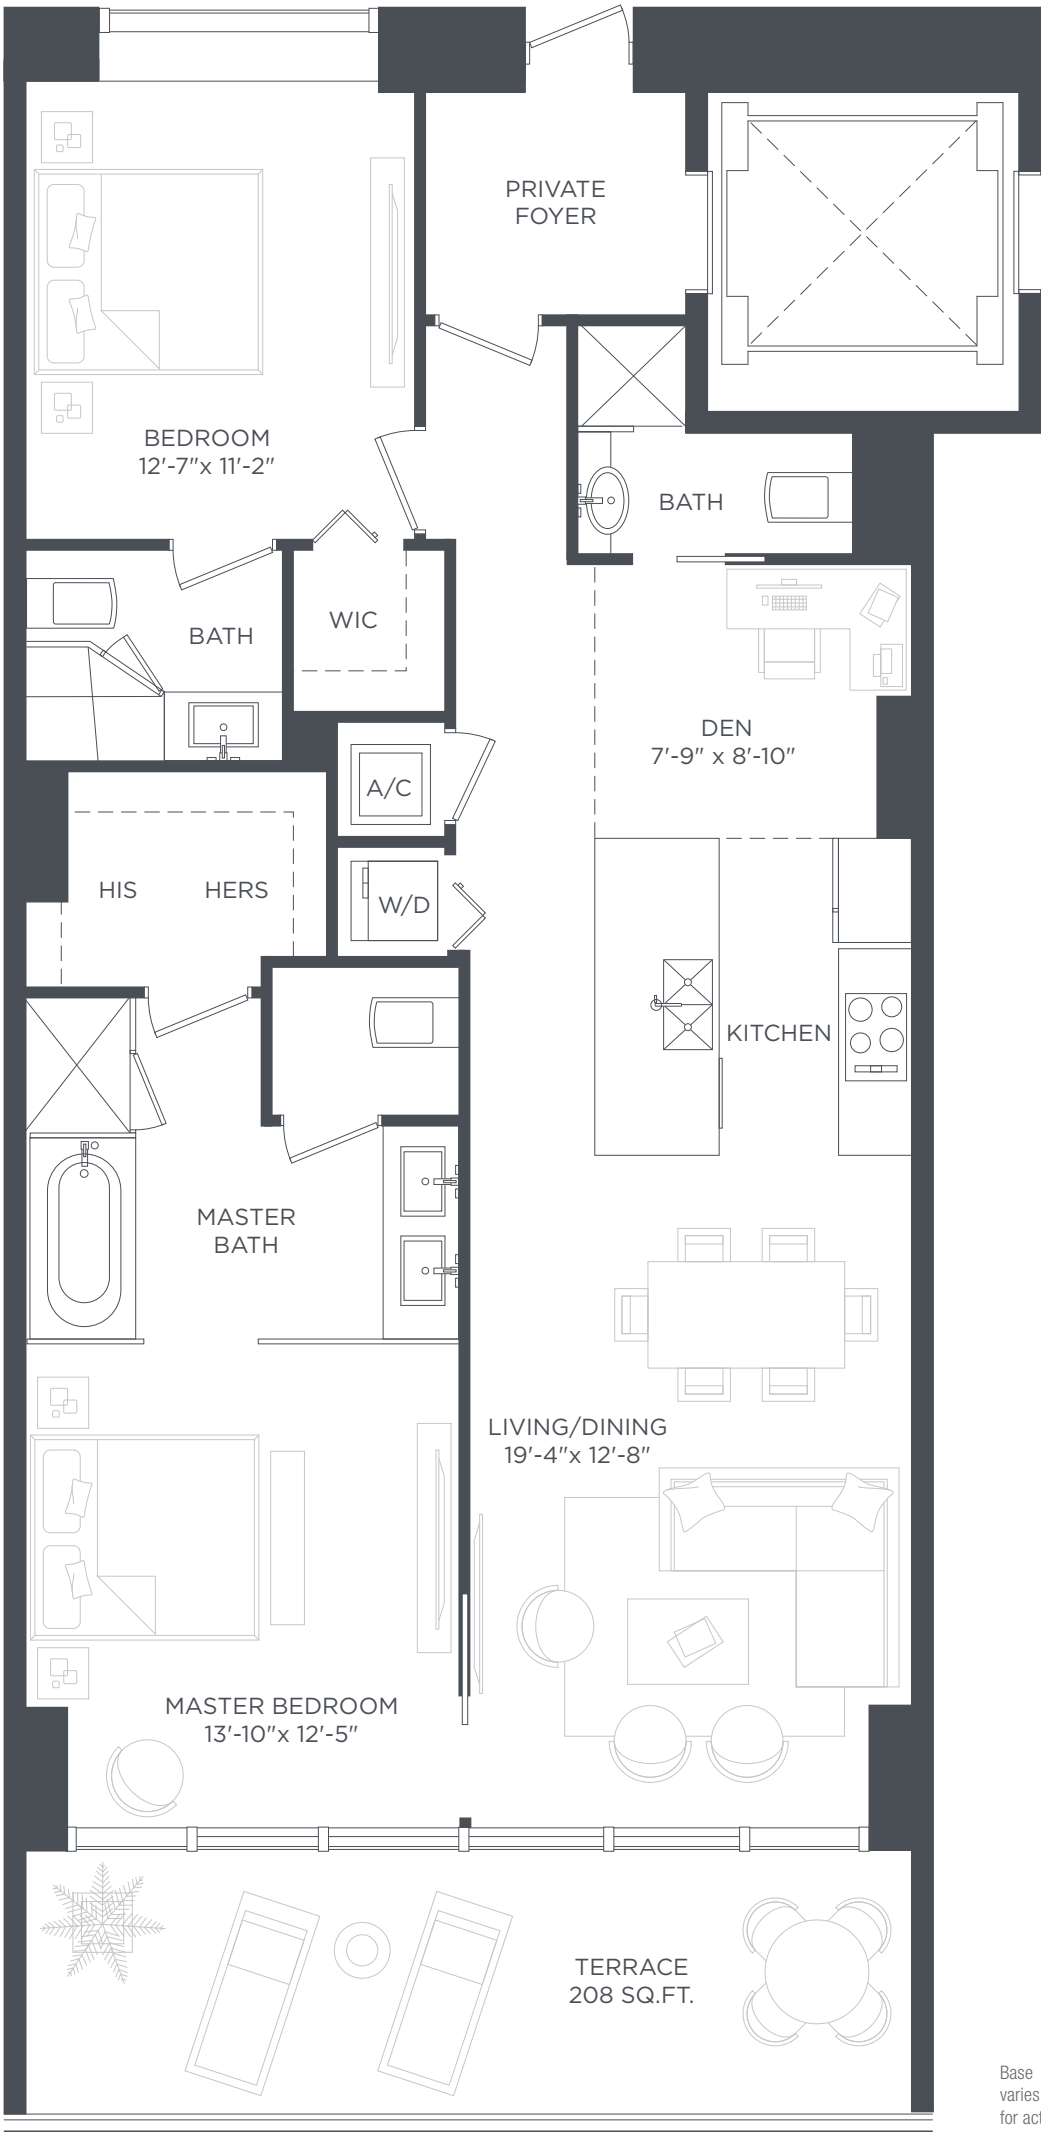 PRIVATE
FOYER
BEDROOM
12'-7"x 11'-2"
BATH
WIC
BATH
DEN
7'-9" x 8'-10"
A/C
HIS
HERS
W/D
KITCHEN
MASTER
BATH
LIVING/DINING
19'-4"x 12'-8"
MASTER BEDROOM
13'-10"x 12'-5"
TERRACE
208 SQ.FT.
Base
varies
for act